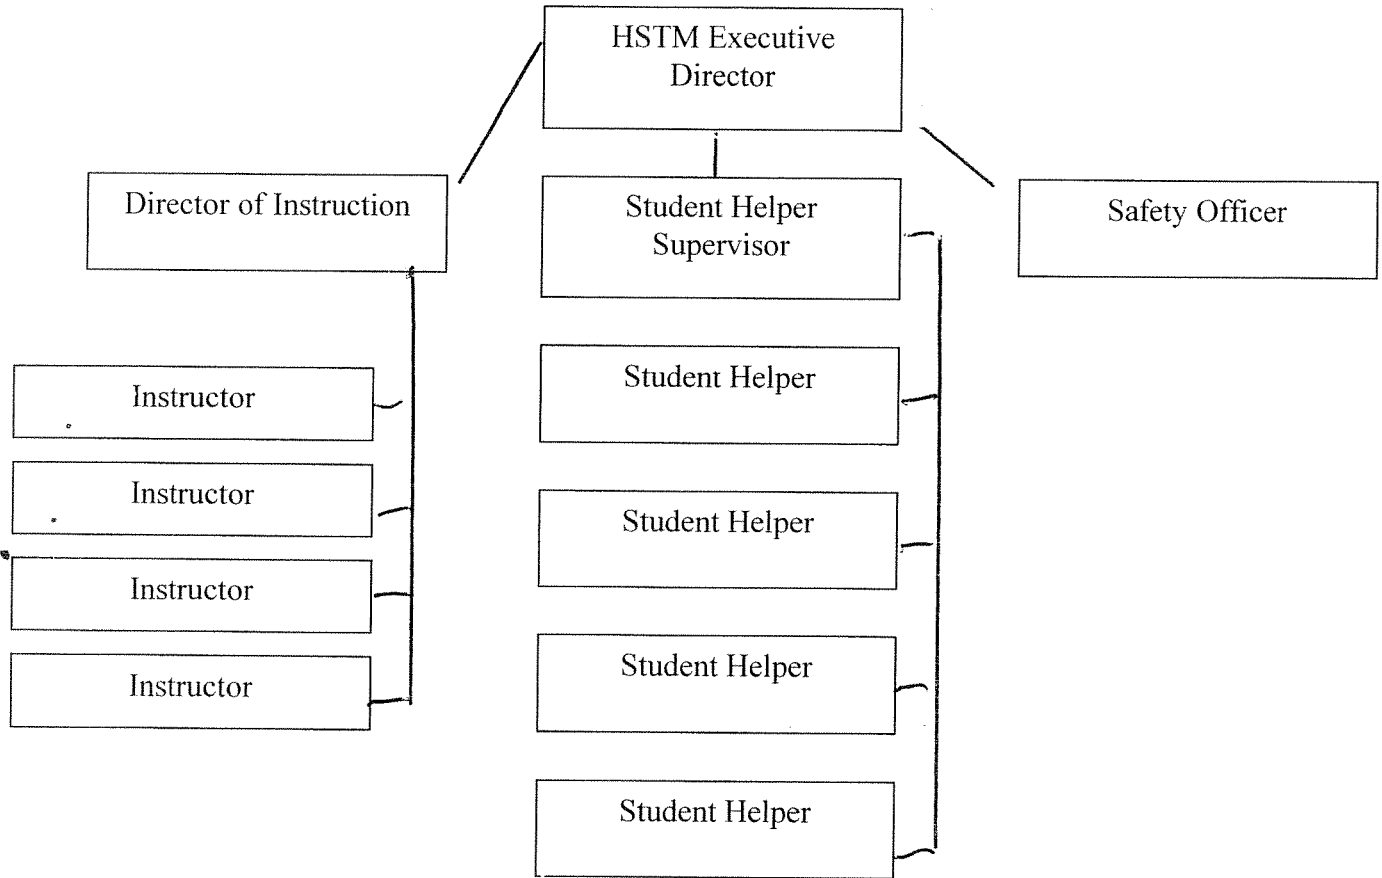 HSTM Executive
Director
Director of Instruction
Student Helper
Supervisor
Safety Officer
Instructor
Instructor
Instructor
Instructor
Student Helper
Student Helper
Student Helper
Student Helper